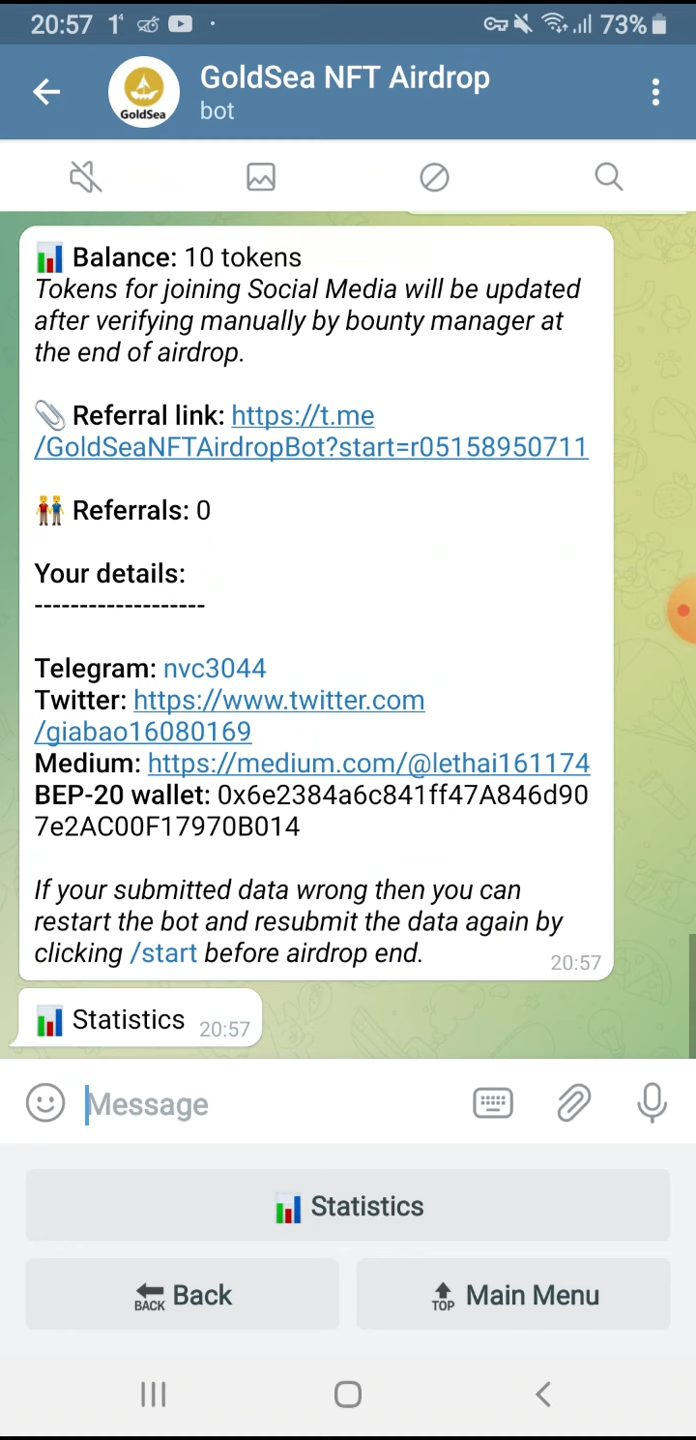 20:57 73%
GoldSea NFT Airdrop
GoldSea
bot
📊 Balance: 10 tokens
Tokens for joining Social Media will be updated
after verifying manually by bounty manager at
the end of airdrop.
📎 Referral link: https://t.me
/GoldSeaNFTAirdropBot?start=r05158950711
👬 Referrals: 0
Your details:
-------------------
Telegram: nvc3044
Twitter: https://www.twitter.com
/giabao16080169
Medium: https://medium.com/@lethai161174
BEP-20 wallet: 0x6e2384a6c841ff47A846d90
7e2AC00F17970B014
If your submitted data wrong then you can
restart the bot and resubmit the data again by
clicking /start before airdrop end.
20:57
📊 Statistics 20:57
Message
📊 Statistics
BACK Back
TOP Main Menu